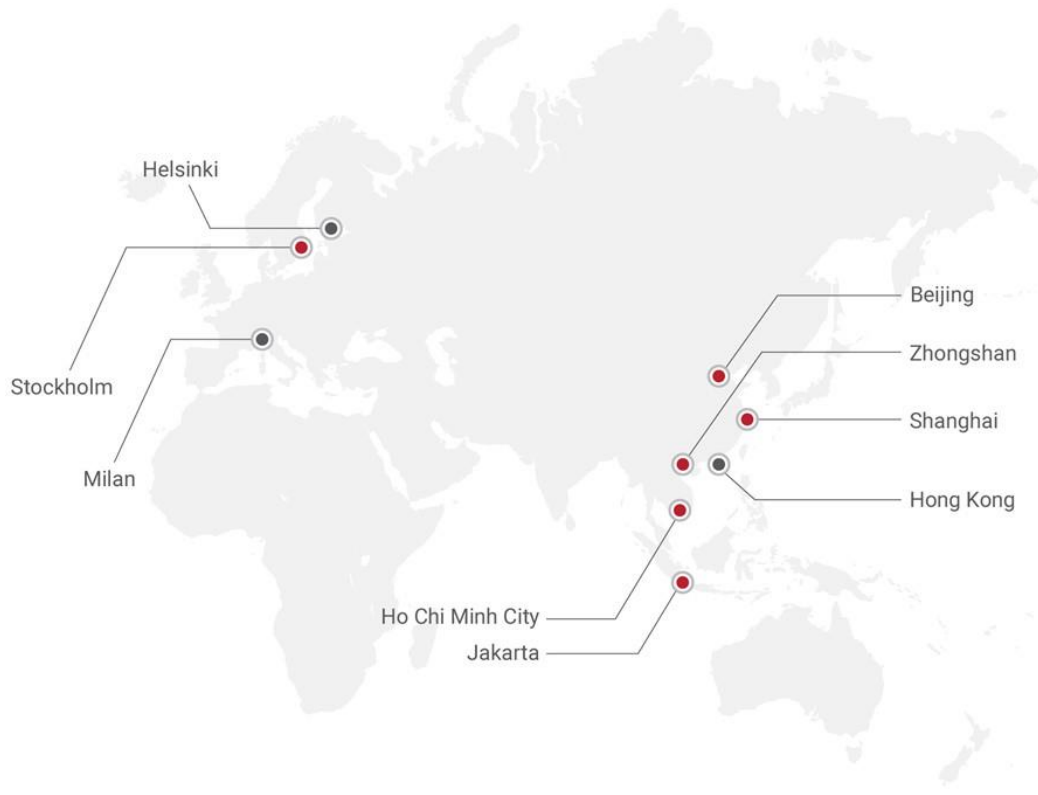 Helsinki
Stockholm
Milan
Beijing
Zhongshan
Shanghai
Hong Kong
Ho Chi Minh City
Jakarta